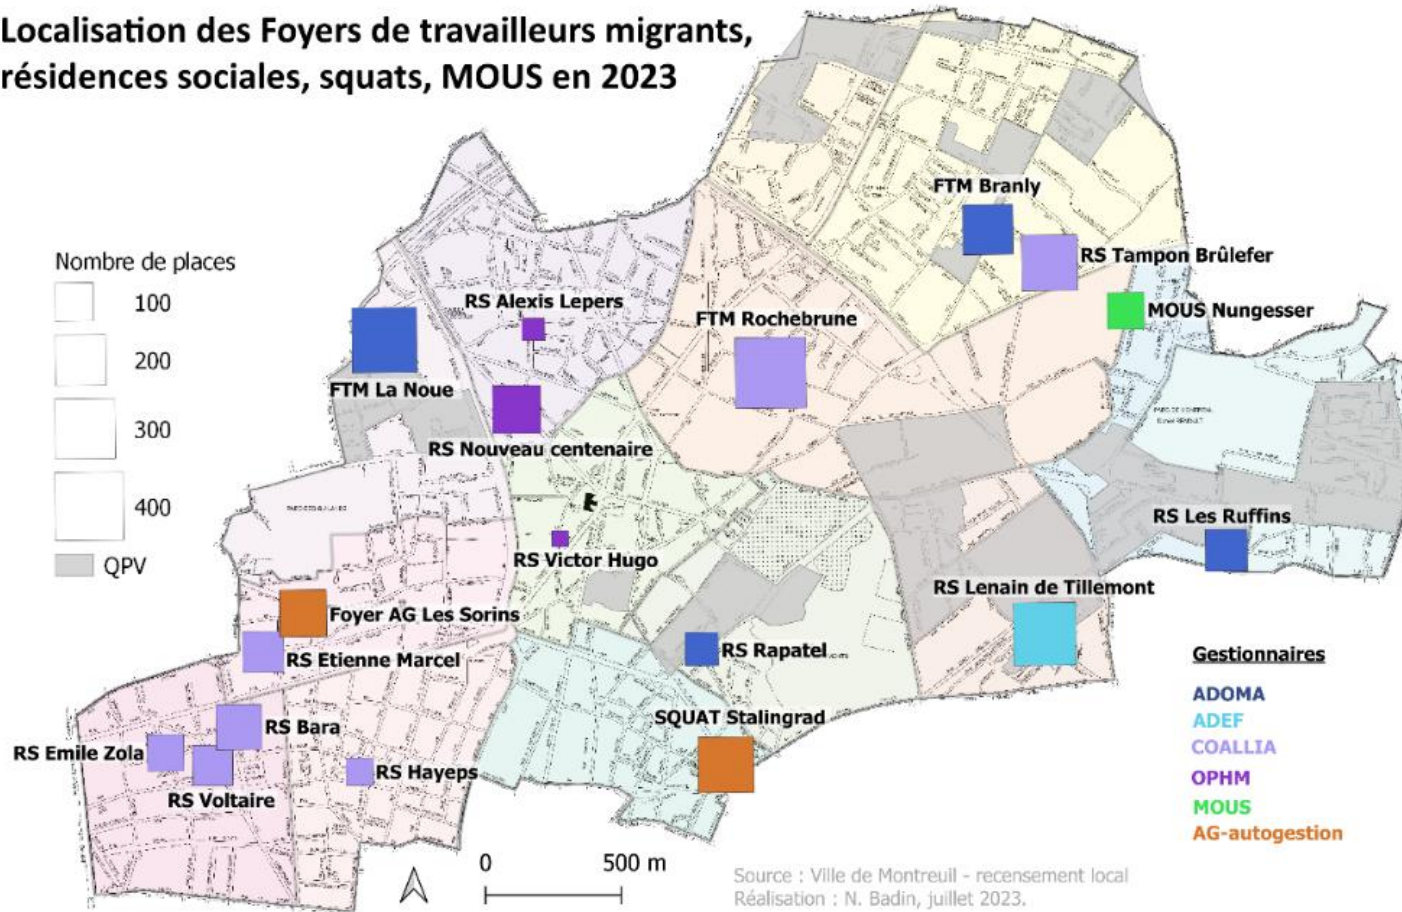 Localisation des Foyers de travailleurs migrants,
résidences sociales, squats, MOUS en 2023
Nombre de places
100
200
300
400
QPV
FTM Branly
RS Tampon Brûlefer
MOUS Nungesser
RS Alexis Lepers
FTM Rochebrune
FTM La Noue
RS Nouveau centenaire
RS Victor Hugo
RS Les Ruffins
RS Lenain de Tillemont
Foyer AG Les Sorins
RS Etienne Marcel
RS Rapatel
SQUAT Stalingrad
RS Bara
RS Emile Zola
RS Hayeps
RS Voltaire
Gestionnaires
ADOMA
ADEF
COALLIA
OPHM
MOUS
AG-autogestion
0 500 m
Source : Ville de Montreuil - recensement local
Réalisation : N. Badin, juillet 2023.